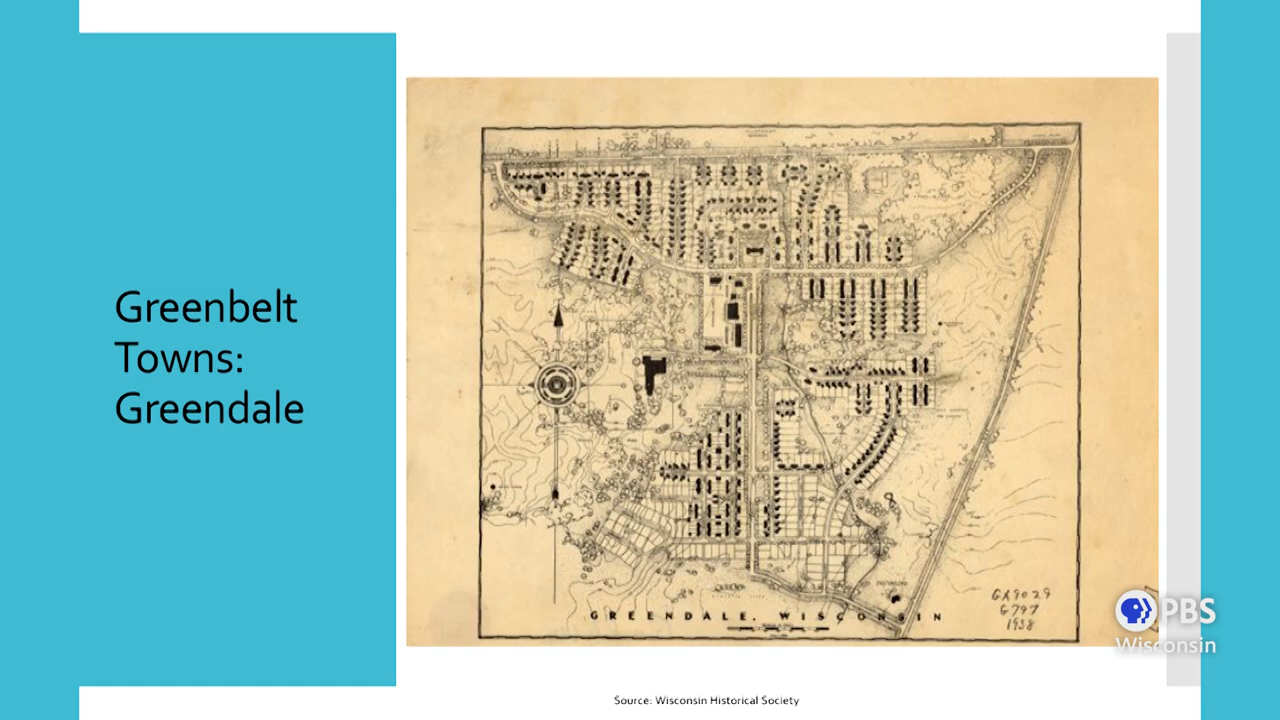 Greenbelt
Towns:
Greendale
GREENDALE, WISCONSIN
GX9029
G797
1938
PBS
Wisconsin
Source: Wisconsin Historical Society